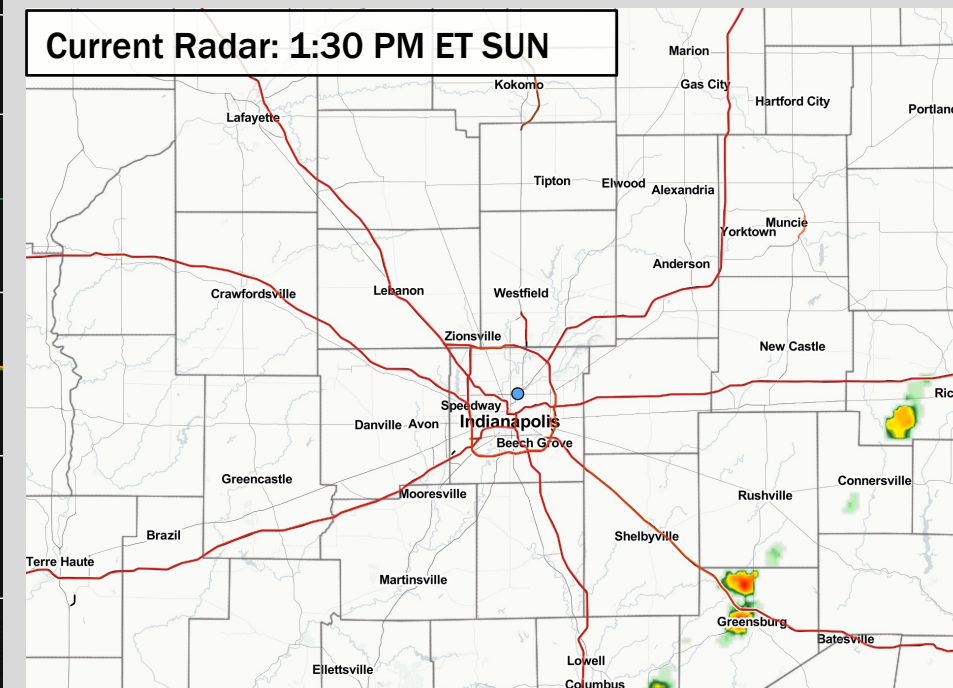 Current Radar: 1:30 PM ET SUN
Marion
Kokomo
Gas City
Hartford City
Portlan
Lafayette
Tipton
Elwood
Alexandria
Muncie
Yorktown
Anderson
Crawfordsville
Lebanon
Westfield
Zionsville
New Castle
Ric
Speedway
Indianapolis
Danville
Avon
Beech Grove
Greencastle
Mooresville
Rushville
Connersville
Brazil
Shelbyville
Terre Haute
Martinsville
Greensburg
Batesville
Ellettsville
Lowell
Columbus